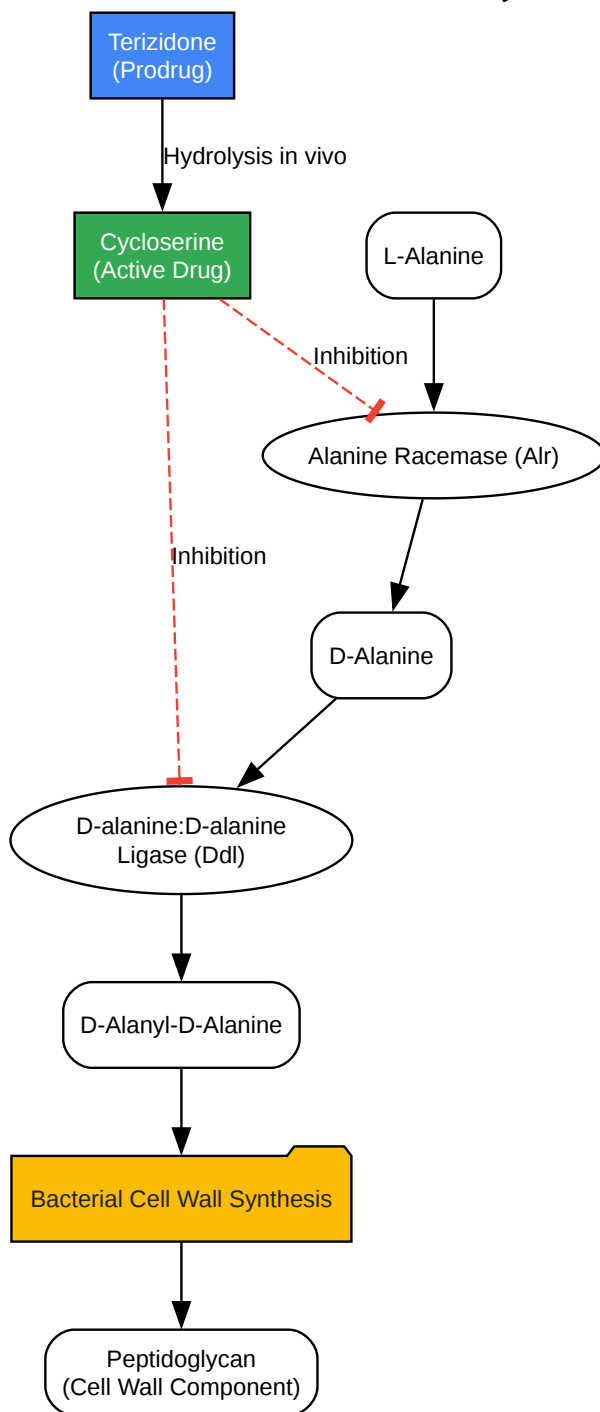 Terizidone
(Prodrug)
Hydrolysis in vivo
Cycloserine
(Active Drug)
L-Alanine
Inhibition
Alanine Racemase (Alr)
Inhibition
D-Alanine
D-alanine:D-alanine
Ligase (Ddl)
D-Alanyl-D-Alanine
Bacterial Cell Wall Synthesis
Peptidoglycan
(Cell Wall Component)